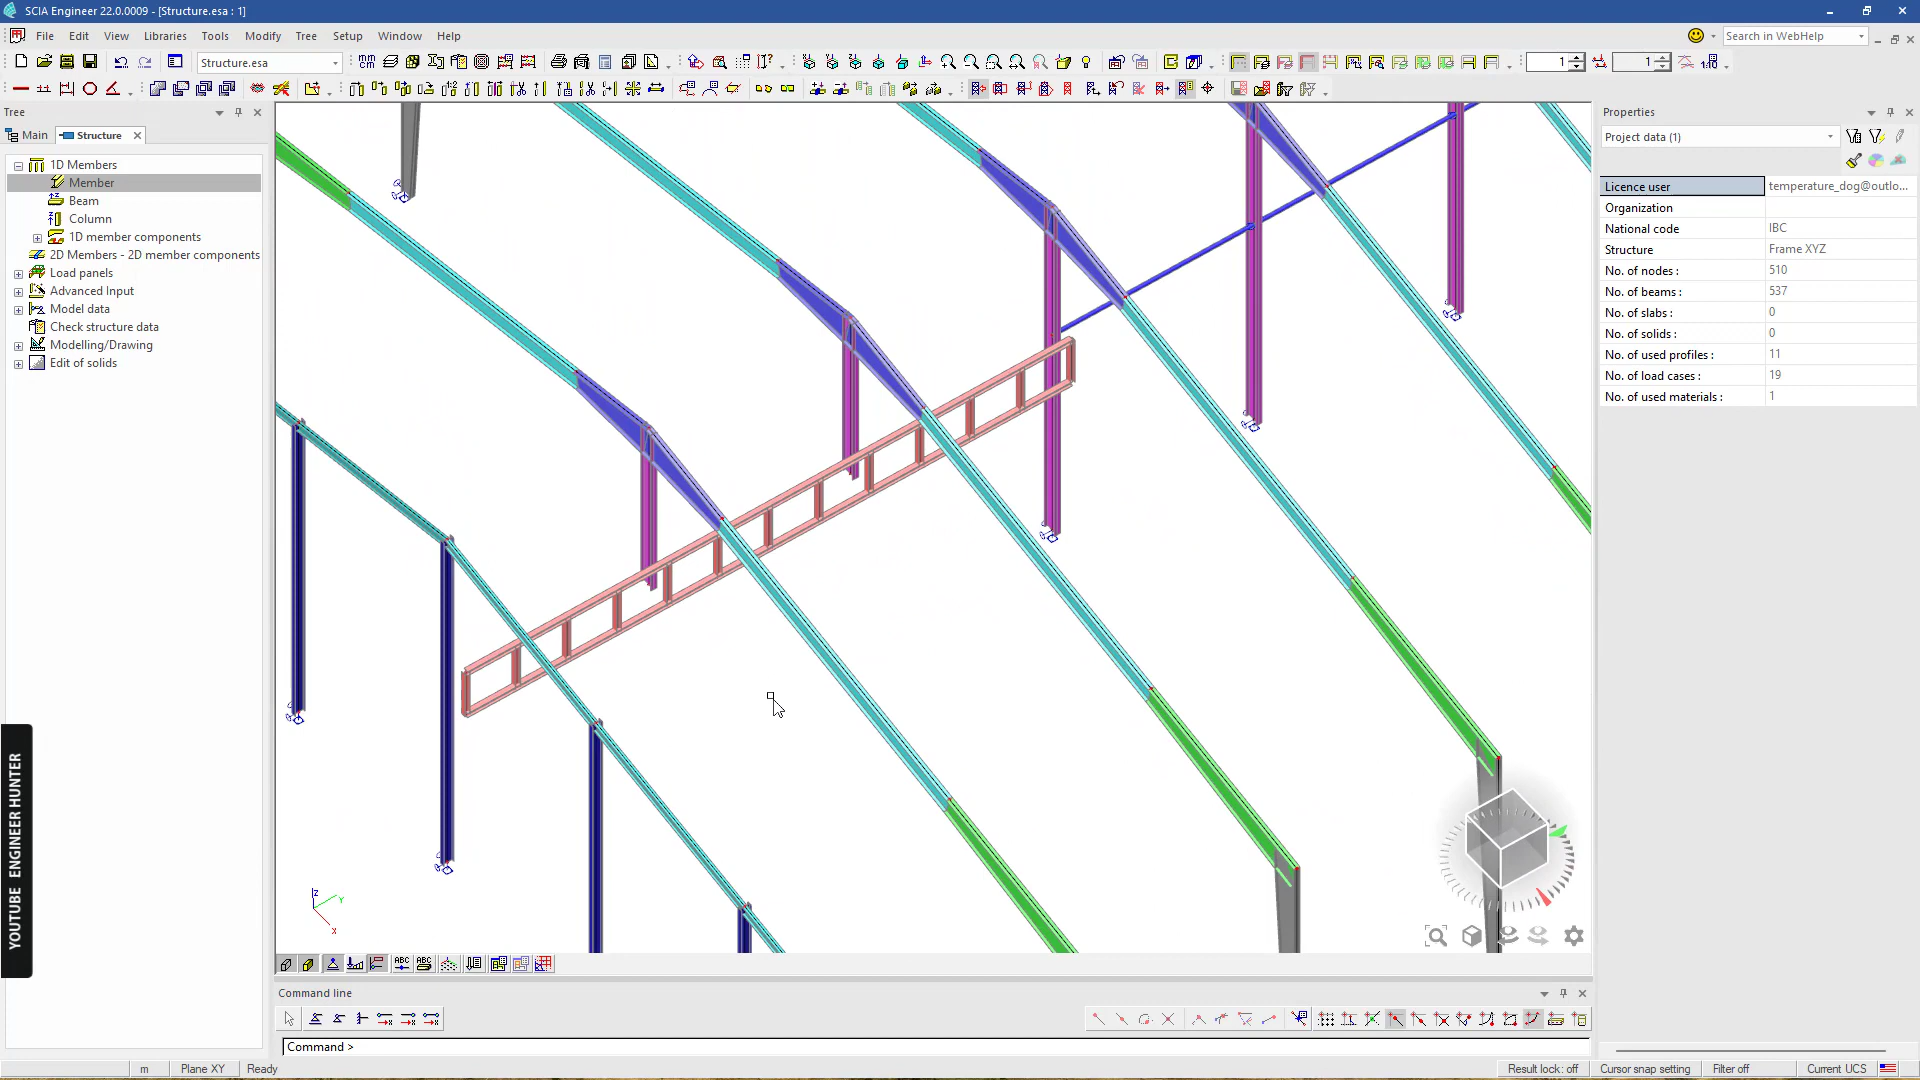 SCIA Engineer 22.0.0009 - [Structure.esa : 1]
File Edit View Libraries Tools Modify Tree Setup Window Help
Search in WebHelp
Structure.esa
1
1
Tree
Main
Structure
1D Members
Member
Beam
Column
1D member components
2D Members - 2D member components
Load panels
Advanced Input
Model data
Check structure data
Modelling/Drawing
Edit of solids
YOUTUBE ENGINEER HUNTER
Z
Y
X
Properties
Project data (1)
Licence user temperature_dog@outlo...
Organization
National code IBC
Structure Frame XYZ
No. of nodes : 510
No. of beams : 537
No. of slabs : 0
No. of solids : 0
No. of used profiles : 11
No. of load cases : 19
No. of used materials : 1
Command line
Command >
m Plane XY Ready
Result lock: off Cursor snap setting Filter off Current UCS